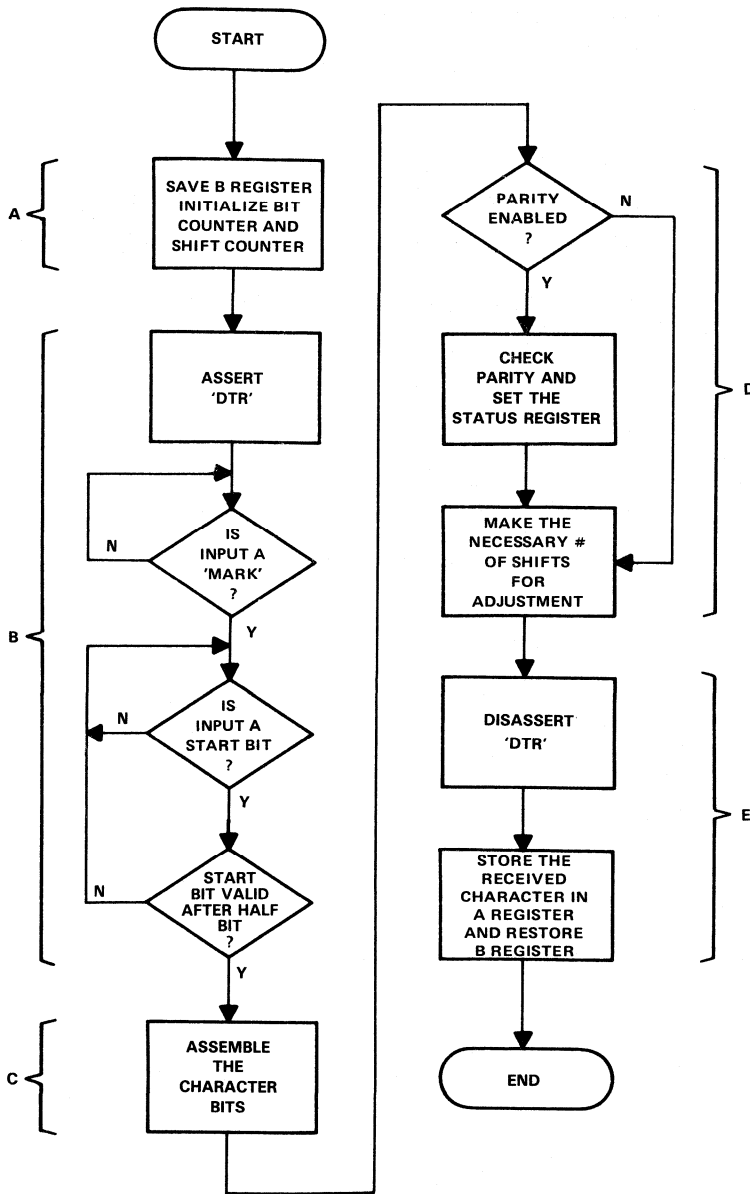 START
A
SAVE B REGISTER
INITIALIZE BIT
COUNTER AND
SHIFT COUNTER
B
ASSERT
'DTR'
IS
INPUT A
'MARK'
?
N
Y
IS
INPUT A
START BIT
?
N
Y
START
BIT VALID
AFTER HALF
BIT
?
N
Y
C
ASSEMBLE
THE
CHARACTER
BITS
PARITY
ENABLED
?
N
Y
D
CHECK
PARITY AND
SET THE
STATUS REGISTER
MAKE THE
NECESSARY #
OF SHIFTS
FOR
ADJUSTMENT
DISASSERT
'DTR'
E
STORE THE
RECEIVED
CHARACTER IN
A REGISTER
AND RESTORE
B REGISTER
END